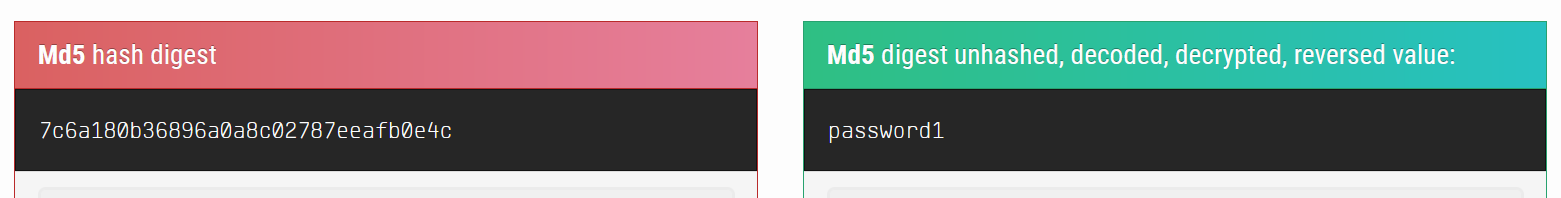 Md5 hash digest
7c6a180b36896a0a8c02787eeafb0e4c
Md5 digest unhashed, decoded, decrypted, reversed value:
password1